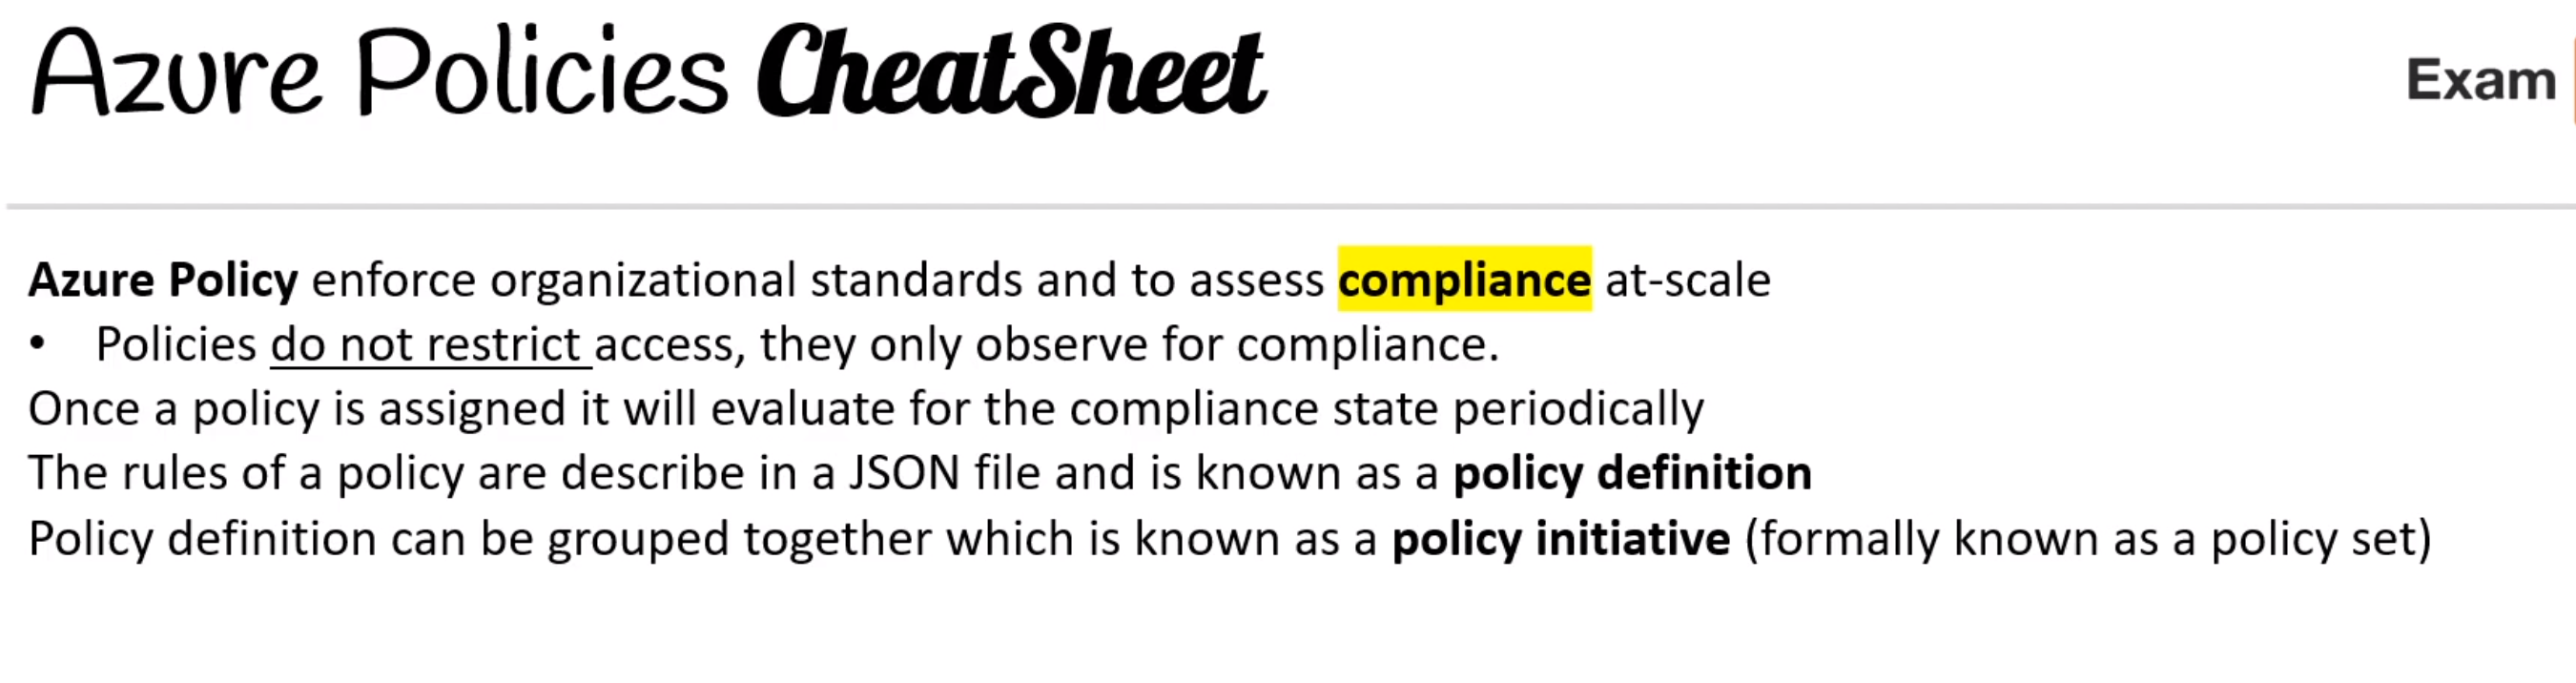 Azure Policies CheatSheet
Exam
Azure Policy enforce organizational standards and to assess compliance at-scale
• Policies do not restrict access, they only observe for compliance.
Once a policy is assigned it will evaluate for the compliance state periodically
The rules of a policy are describe in a JSON file and is known as a policy definition
Policy definition can be grouped together which is known as a policy initiative (formally known as a policy set)